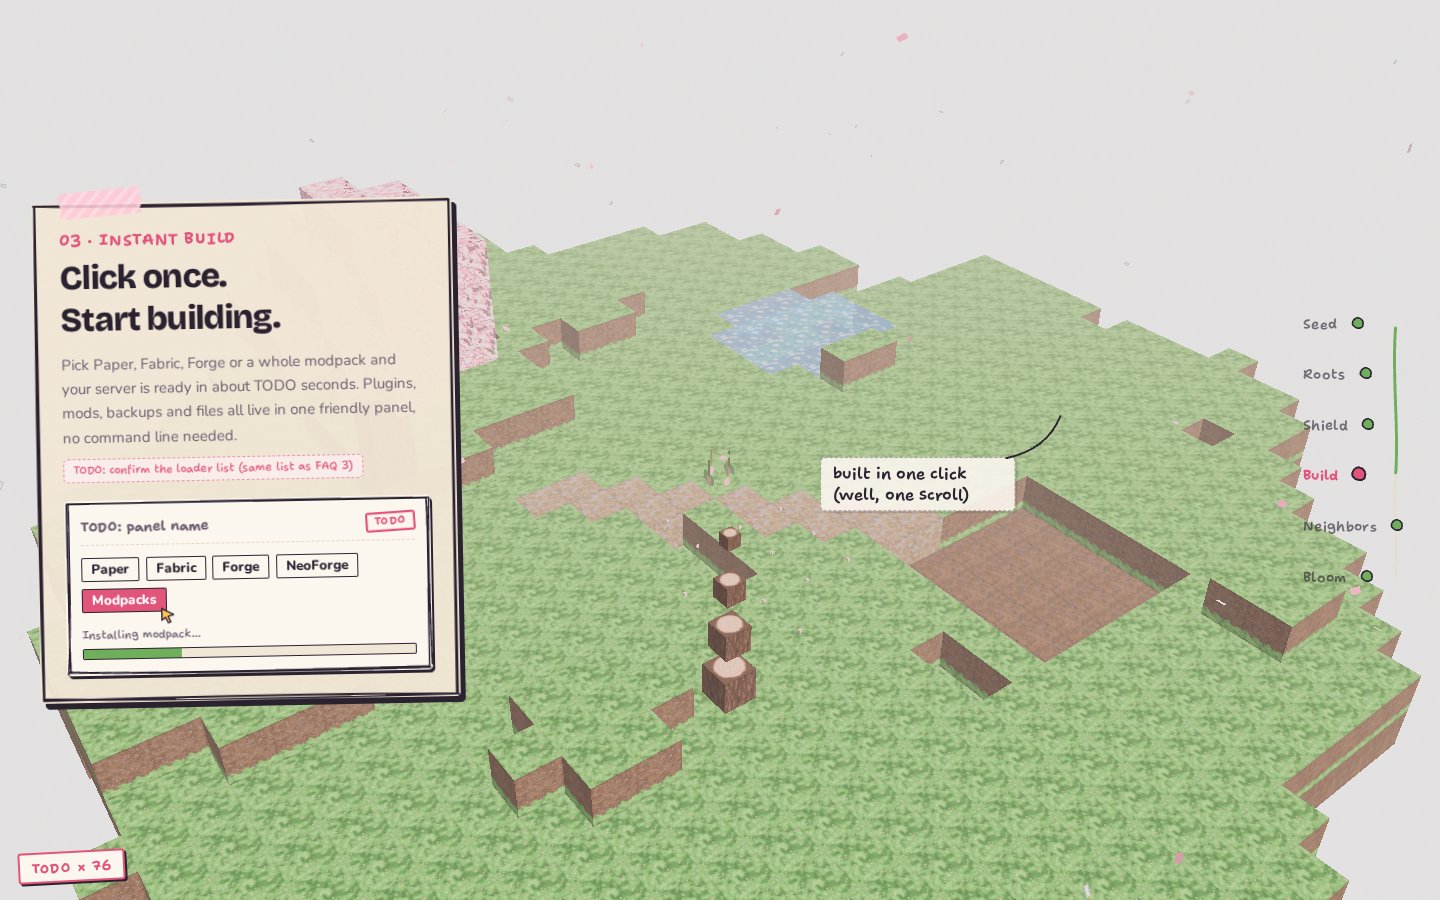 03 · INSTANT BUILD
Click once.
Start building.
Pick Paper, Fabric, Forge or a whole modpack and
your server is ready in about TODO seconds. Plugins,
mods, backups and files all live in one friendly panel,
no command line needed.
TODO: confirm the loader list (same list as FAQ 3)
TODO: panel name
TODO
Paper
Fabric
Forge
NeoForge
Modpacks
Installing modpack...
built in one click
(well, one scroll)
Seed
Roots
Shield
Build
Neighbors
Bloom
TODO x 76